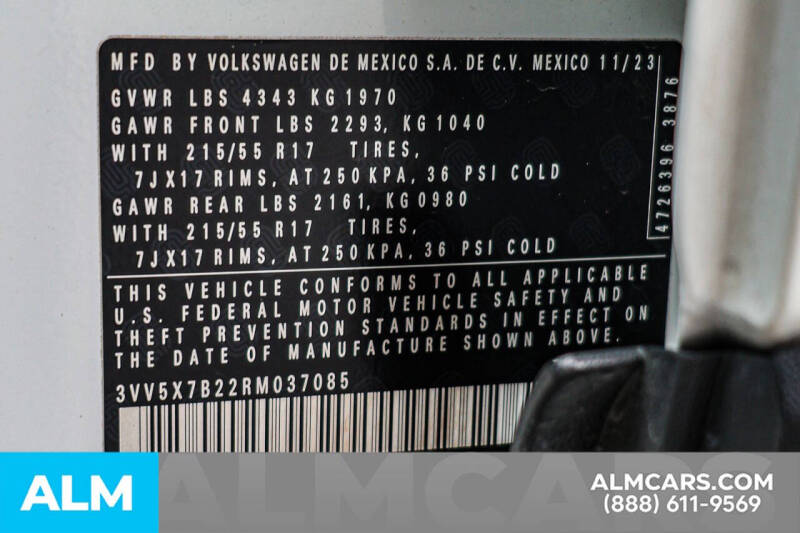 MFD BY VOLKSWAGEN DE MEXICO S.A. DE C.V. MEXICO 11/23
GVWR LBS 4343 KG 1970
GAWR FRONT LBS 2293, KG 1040
WITH 215/55 R17 TIRES,
7JX17 RIMS, AT 250 KPA, 36 PSI COLD
GAWR REAR LBS 2161, KG 0980
WITH 215/55 R17 TIRES,
7JX17 RIMS, AT 250 KPA, 36 PSI COLD
4726396 3876
THIS VEHICLE CONFORMS TO ALL APPLICABLE
U.S. FEDERAL MOTOR VEHICLE SAFETY AND
THEFT PREVENTION STANDARDS IN EFFECT ON
THE DATE OF MANUFACTURE SHOWN ABOVE.
3VV5X7B22RM037085
ALM
ALMCARS
ALMCARS.COM
(888) 611-9569